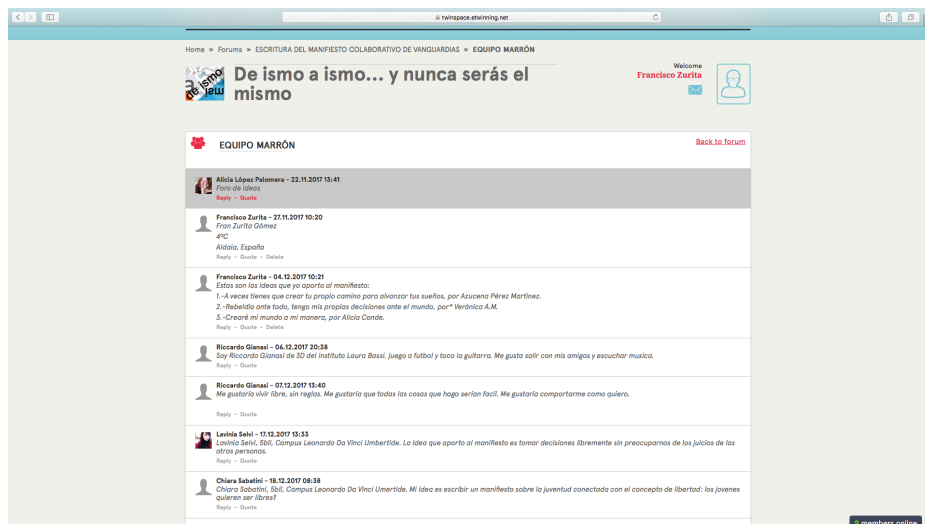 twinspace.etwinning.net
Home » Forums » ESCRITURA DEL MANIFIESTO COLABORATIVO DE VANGUARDIAS » EQUIPO MARRÓN
De ismo a ismo... y nunca serás el
mismo
Welcome
Francisco Zurita
EQUIPO MARRÓN
Back to forum
Alicia López Palomera - 22.11.2017 13:41
Foro de ideas
Reply - Quote
Francisco Zurita - 27.11.2017 10:20
Fran Zurita Gómez
4ºC
Aldaia, España
Reply - Quote - Delete
Francisco Zurita - 04.12.2017 10:21
Estas son las ideas que yo aporto al manifiesto:
1.-A veces tienes que crear tu propio camino para alvanzar tus sueños, por Azucena Pérez Martínez.
2.-Rebeldía ante todo, tengo mis propias decisiones ante el mundo, porª Verónica A.M.
3.-Crearé mi mundo a mi manera, por Alicia Conde.
Reply - Quote - Delete
Riccardo Gianasi - 06.12.2017 20:38
Soy Riccardo Gianasi de 3D del instituto Laura Bassi. juego a futbol y toco la guitarra. Me gusta salir con mis amigos y escuchar musica.
Reply - Quote
Riccardo Gianasi - 07.12.2017 13:40
Me gustaría vivir libre, sin reglas. Me gustaría que todas las cosas que hago serían facil. Me gustaría comportarme como quiero.
Reply - Quote
Lavinia Selvi - 17.12.2017 13:33
Lavinia Selvi, 5bll, Campus Leonardo Da Vinci Umbertide. La idea que aporto al manifiesto es tomar decisiones libremente sin preocuparnos de los juicios de las
otras personas.
Reply - Quote
Chiara Sabatini - 18.12.2017 08:38
Chiara Sabatini, 5bll, Campus Leonardo Da Vinci Umertide. Mi idea es escribir un manifiesto sobre la juventud conectada con el concepto de libertad: los jovenes
quieren ser libres?
Reply - Quote
members online